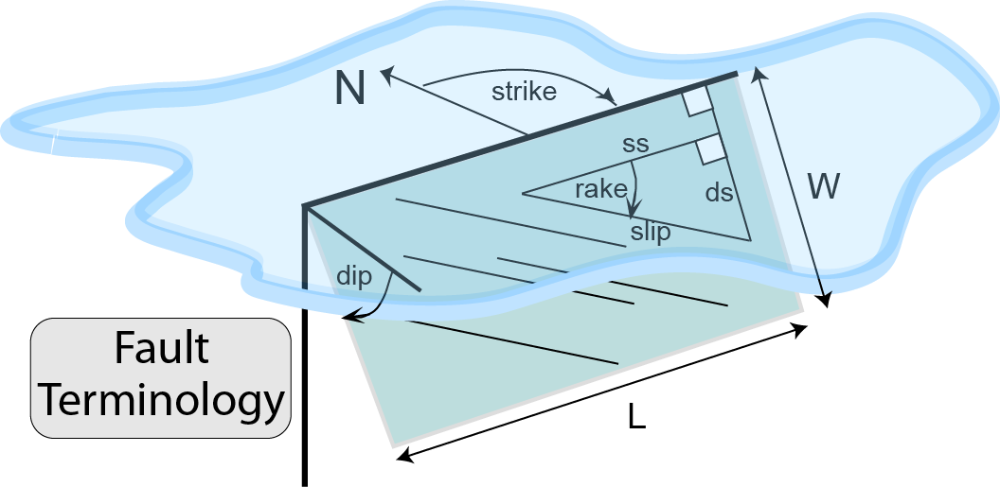 N
strike
ss
rake
ds
W
slip
dip
Fault
Terminology
L